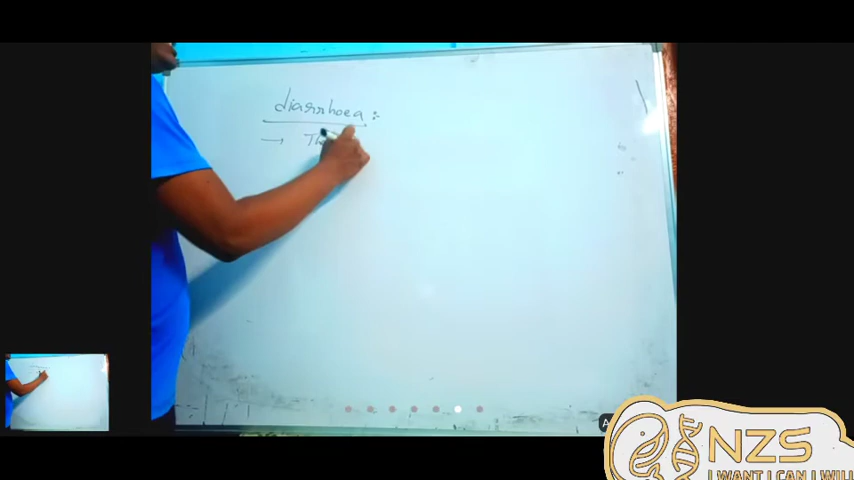 diarrhoea :-
→ Th
NZS
I WANT I CAN I WILL